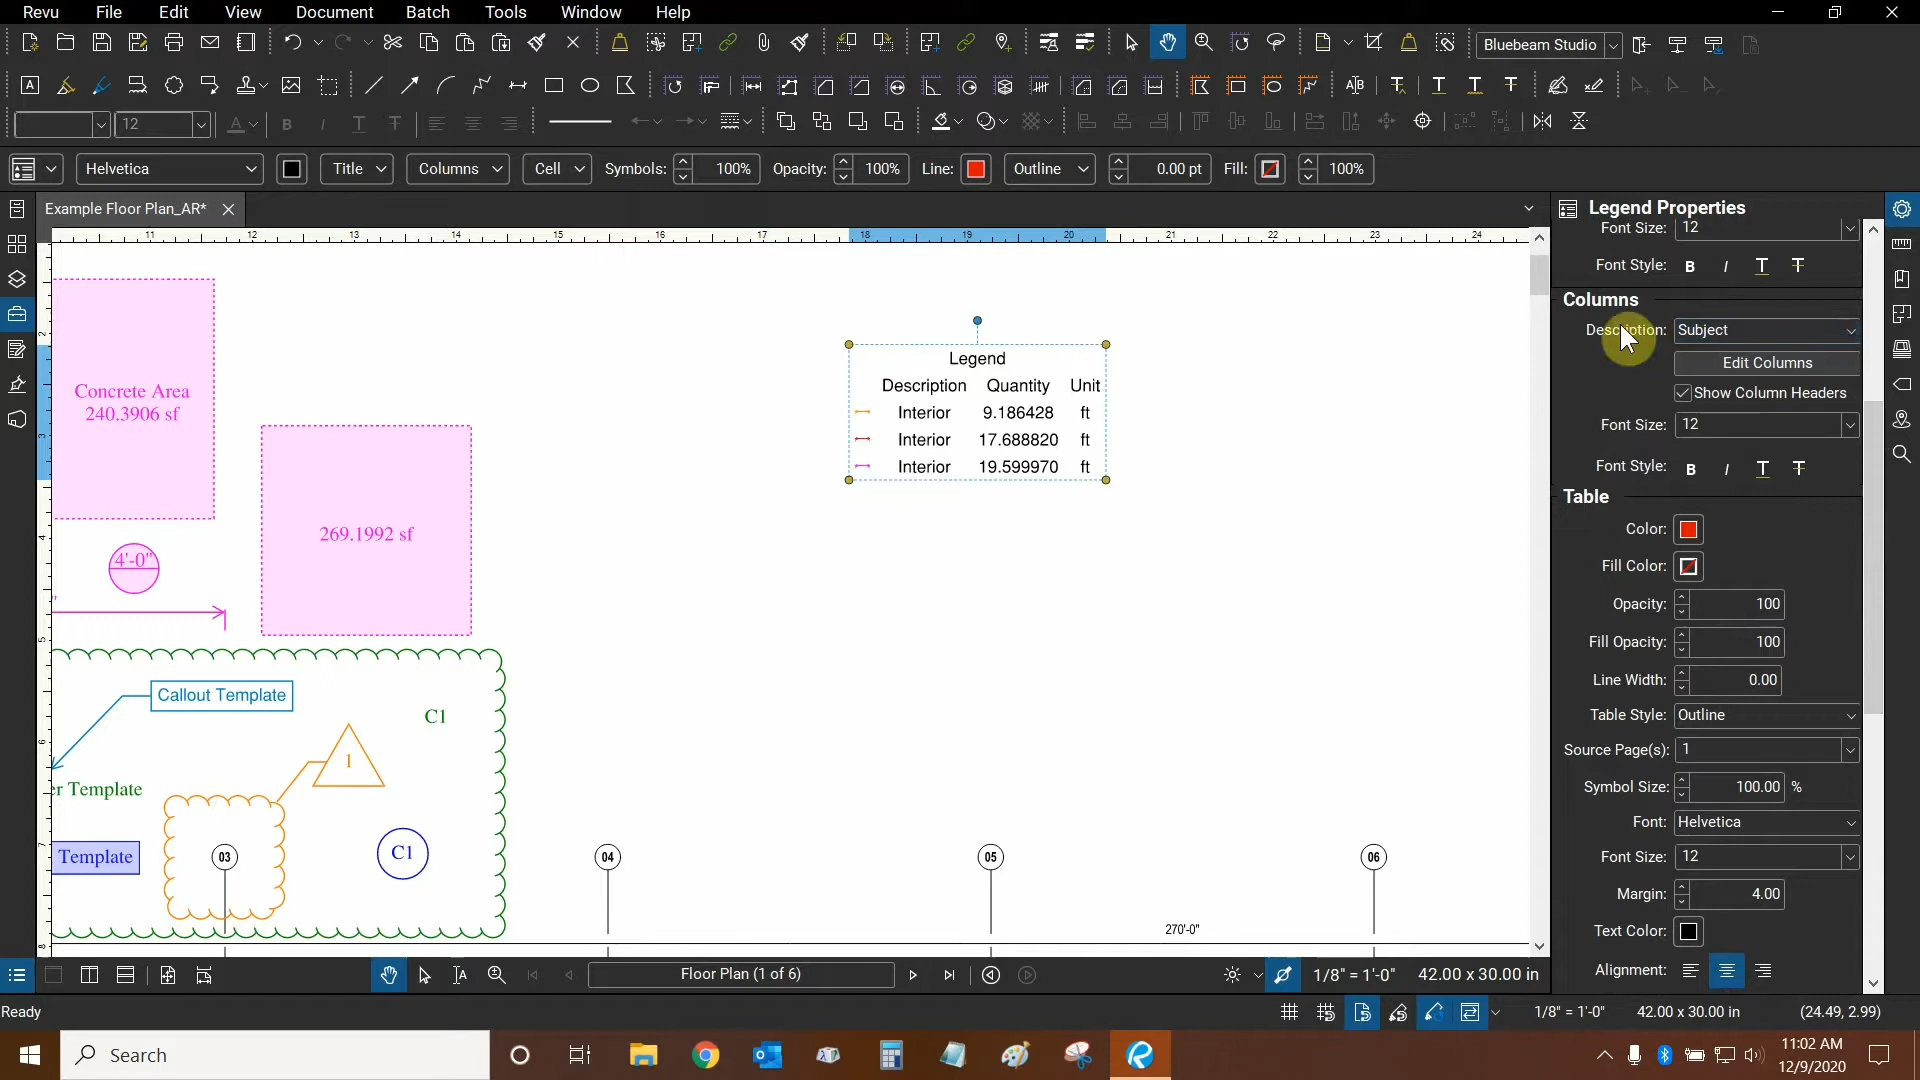 Revu File Edit View Document Batch Tools Window Help
Bluebeam Studio
12
Helvetica Title Columns Cell Symbols: 100% Opacity: 100% Line: Outline 0.00 pt Fill: 100%
Example Floor Plan_AR*
11 12 13 14 15 16 17 18 19 20 21 22 23 24
Concrete Area
240.3906 sf
269.1992 sf
4'-0"
Legend
Description Quantity Unit
Interior 9.186428 ft
Interior 17.688820 ft
Interior 19.599970 ft
Callout Template
C1
1
er Template
Template
03
C1
04
05
06
270'-0"
2
3
4
5
6
7
8
Legend Properties
Font Size: 12
Font Style: B I T T
Columns
Description: Subject
Edit Columns
Show Column Headers
Font Size: 12
Font Style: B I T T
Table
Color:
Fill Color:
Opacity: 100
Fill Opacity: 100
Line Width: 0.00
Table Style: Outline
Source Page(s): 1
Symbol Size: 100.00 %
Font: Helvetica
Font Size: 12
Margin: 4.00
Text Color:
Alignment:
Floor Plan (1 of 6) 1/8" = 1'-0" 42.00 x 30.00 in
Ready 1/8" = 1'-0" 42.00 x 30.00 in (24.49, 2.99)
Search
11:02 AM
12/9/2020